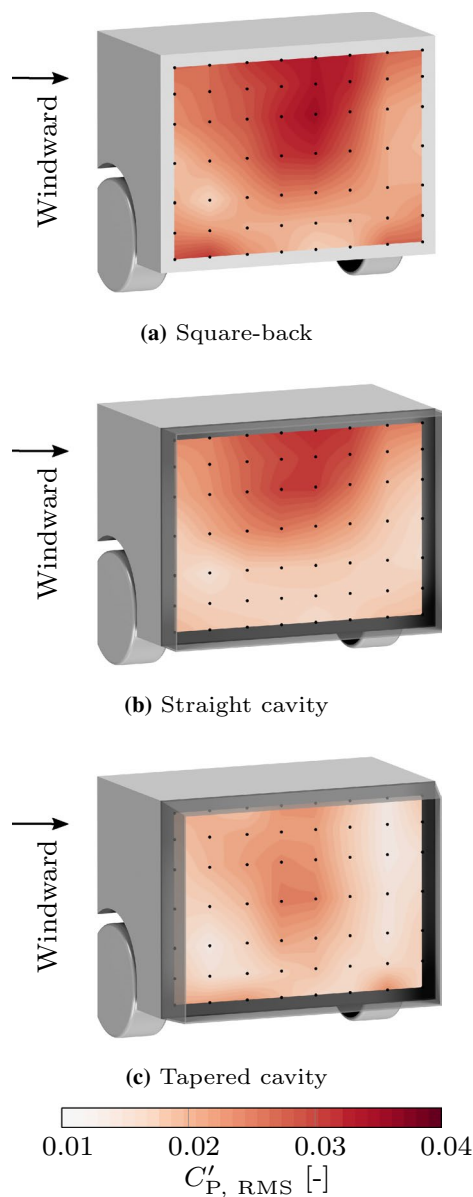 Windward
(a) Square-back
Windward
(b) Straight cavity
Windward
(c) Tapered cavity
0.01 0.02 0.03 0.04
C′P, RMS [-]